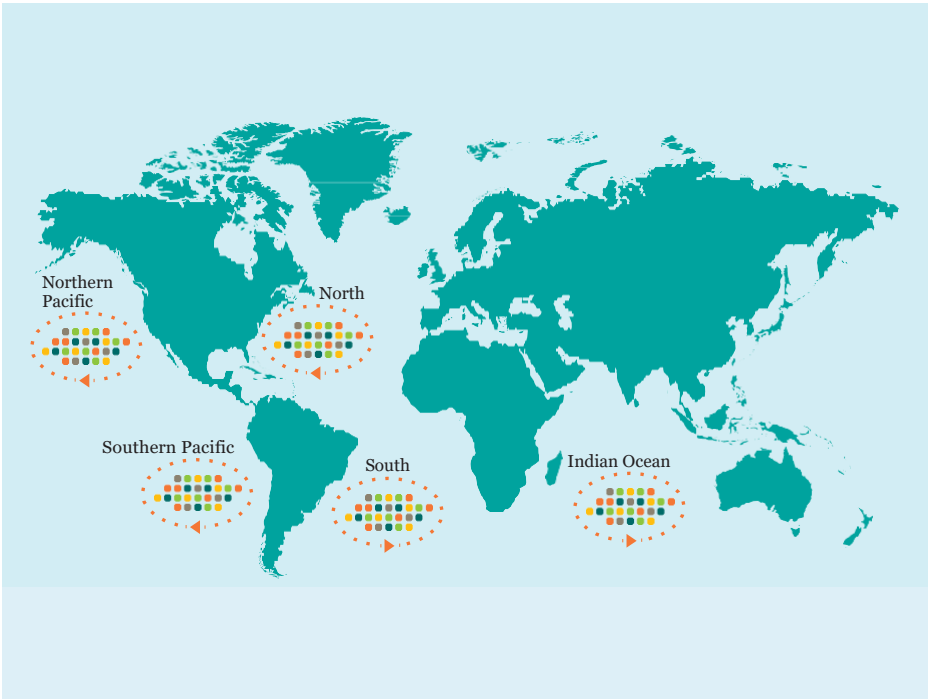 Northern
Pacific
North
Southern Pacific
South
Indian Ocean